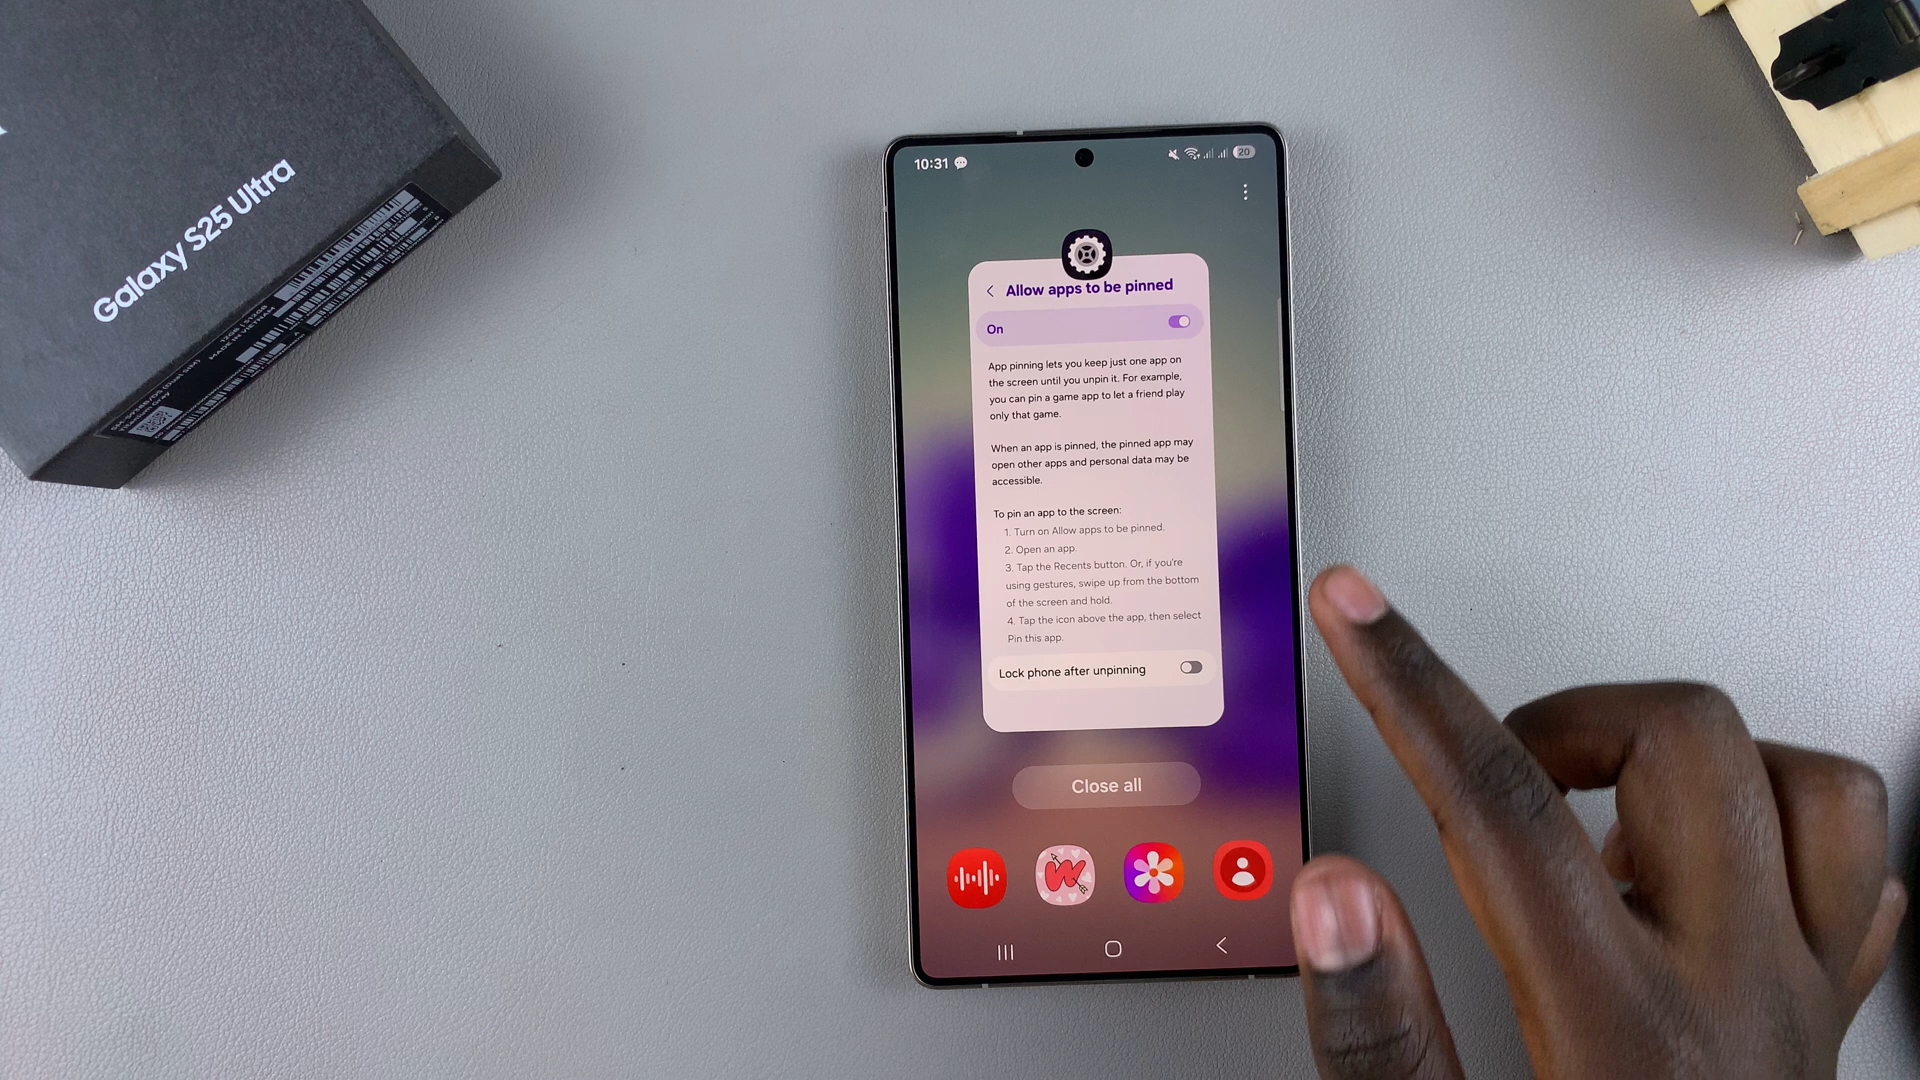 Galaxy S25 Ultra
MADE IN VIETNAM
Titanium Gray
10:31
20
Allow apps to be pinned
On
App pinning lets you keep just one app on
the screen until you unpin it. For example,
you can pin a game app to let a friend play
only that game.
When an app is pinned, the pinned app may
open other apps and personal data may be
accessible.
To pin an app to the screen:
1. Turn on Allow apps to be pinned.
2. Open an app.
3. Tap the Recents button. Or, if you're
using gestures, swipe up from the bottom
of the screen and hold.
4. Tap the icon above the app, then select
Pin this app.
Lock phone after unpinning
Close all